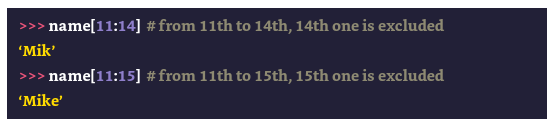 >>> name[11:14] # from 11th to 14th, 14th one is excluded
‘Mik’
>>> name[11:15] # from 11th to 15th, 15th one is excluded
‘Mike’